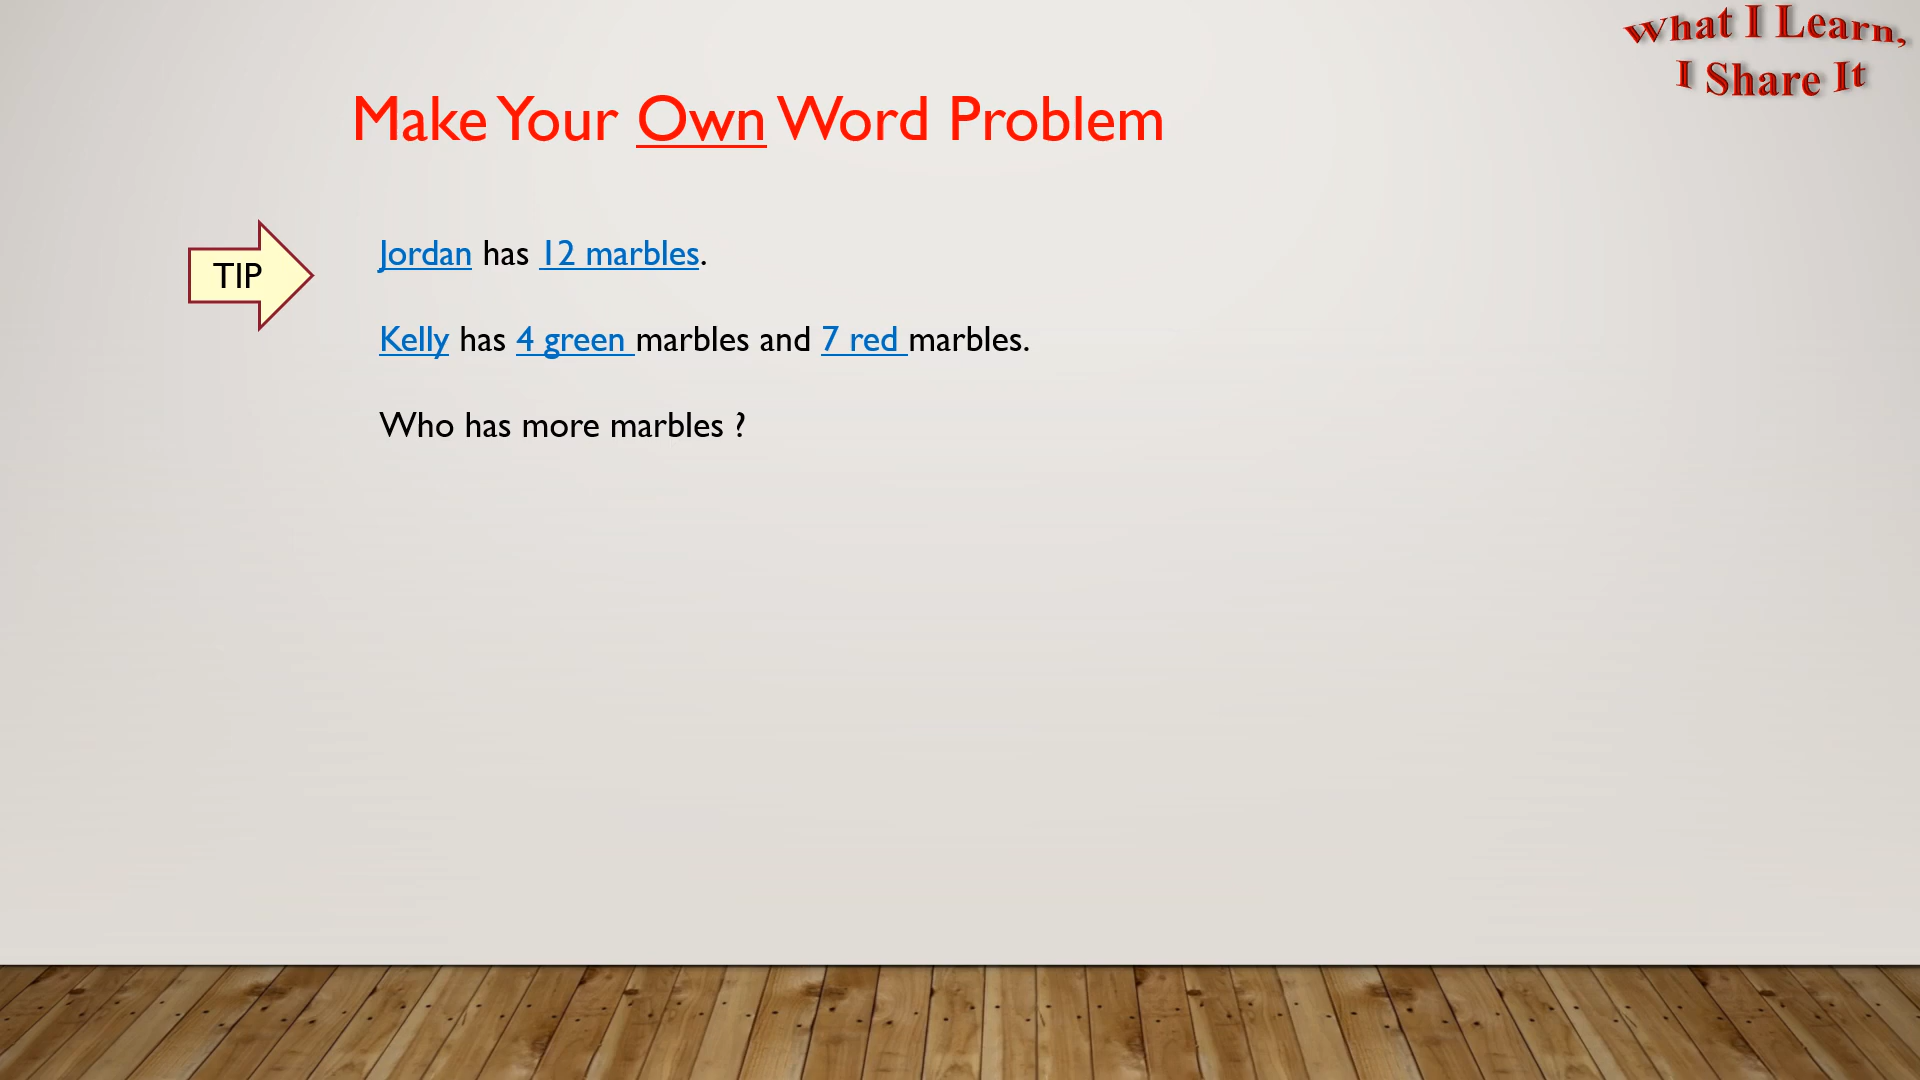 What I Learn,
I Share It
Make Your Own Word Problem
TIP
Jordan has 12 marbles.
Kelly has 4 green marbles and 7 red marbles.
Who has more marbles ?